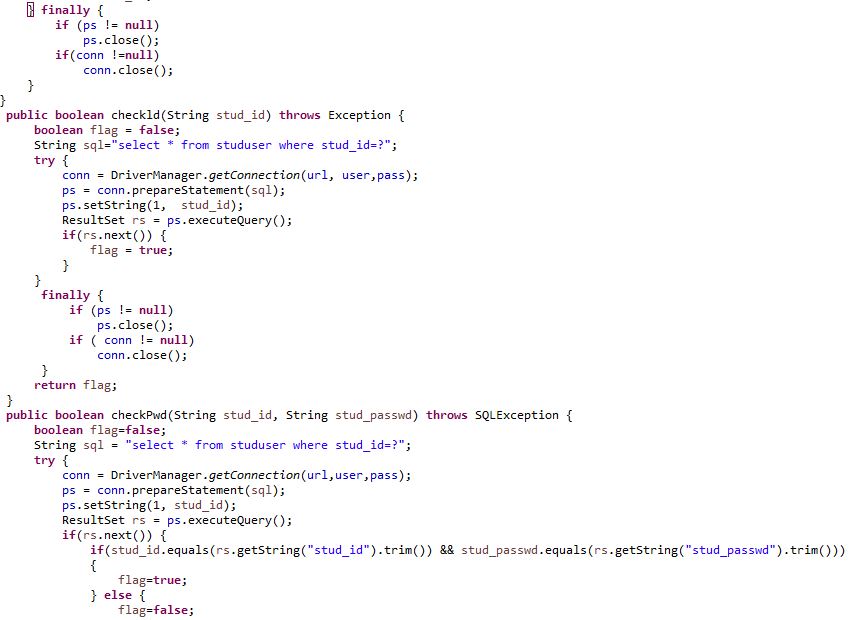 } finally {
if (ps != null)
ps.close();
if(conn !=null)
conn.close();
}
}
public boolean checkld(String stud_id) throws Exception {
boolean flag = false;
String sql="select * from studuser where stud_id=?";
try {
conn = DriverManager.getConnection(url, user,pass);
ps = conn.prepareStatement(sql);
ps.setString(1,  stud_id);
ResultSet rs = ps.executeQuery();
if(rs.next()) {
flag = true;
}
}
finally {
if (ps != null)
ps.close();
if ( conn != null)
conn.close();
}
return flag;
}
public boolean checkPwd(String stud_id, String stud_passwd) throws SQLException {
boolean flag=false;
String sql = "select * from studuser where stud_id=?";
try {
conn = DriverManager.getConnection(url,user,pass);
ps = conn.prepareStatement(sql);
ps.setString(1, stud_id);
ResultSet rs = ps.executeQuery();
if(rs.next()) {
if(stud_id.equals(rs.getString("stud_id").trim()) && stud_passwd.equals(rs.getString("stud_passwd").trim()))
{
flag=true;
} else {
flag=false;